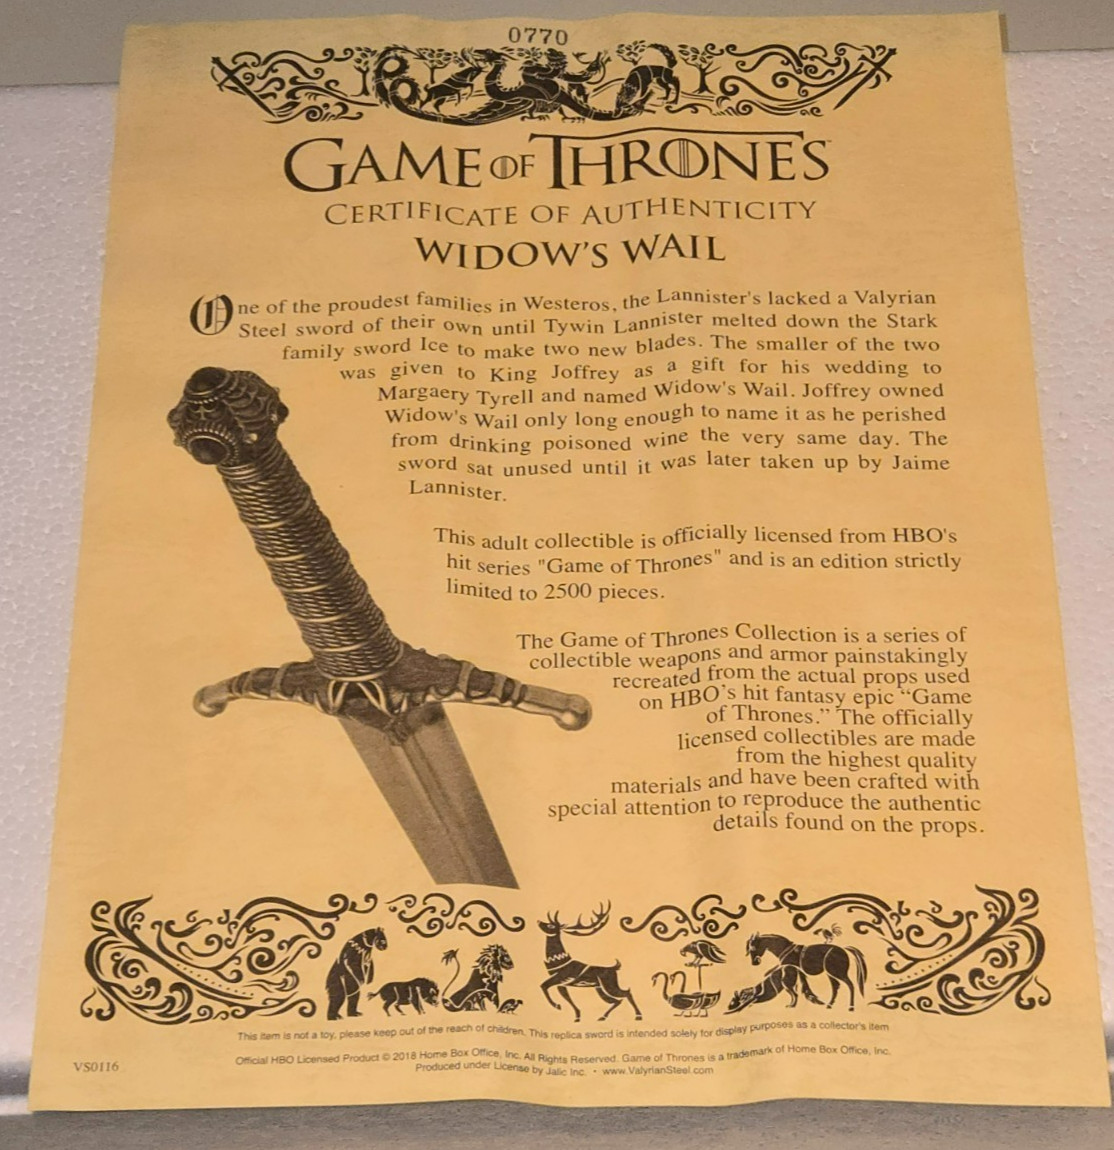 0770
GAME OF THRONES™
CERTIFICATE OF AUTHENTICITY
WIDOW'S WAIL
One of the proudest families in Westeros, the Lannister's lacked a Valyrian
Steel sword of their own until Tywin Lannister melted down the Stark
family sword Ice to make two new blades. The smaller of the two
was given to King Joffrey as a gift for his wedding to
Margaery Tyrell and named Widow's Wail. Joffrey owned
Widow's Wail only long enough to name it as he perished
from drinking poisoned wine the very same day. The
sword sat unused until it was later taken up by Jaime
Lannister.
This adult collectible is officially licensed from HBO's
hit series "Game of Thrones" and is an edition strictly
limited to 2500 pieces.
The Game of Thrones Collection is a series of
collectible weapons and armor painstakingly
recreated from the actual props used
on HBO's hit fantasy epic “Game
of Thrones.” The officially
licensed collectibles are made
from the highest quality
materials and have been crafted with
special attention to reproduce the authentic
details found on the props.
This item is not a toy, please keep out of the reach of children. This replica sword is intended solely for display purposes as a collector's item
Official HBO Licensed Product © 2018 Home Box Office, Inc. All Rights Reserved. Game of Thrones is a trademark of Home Box Office, Inc.
VS0116
Produced under License by Jalic Inc. • www.ValyrianSteel.com